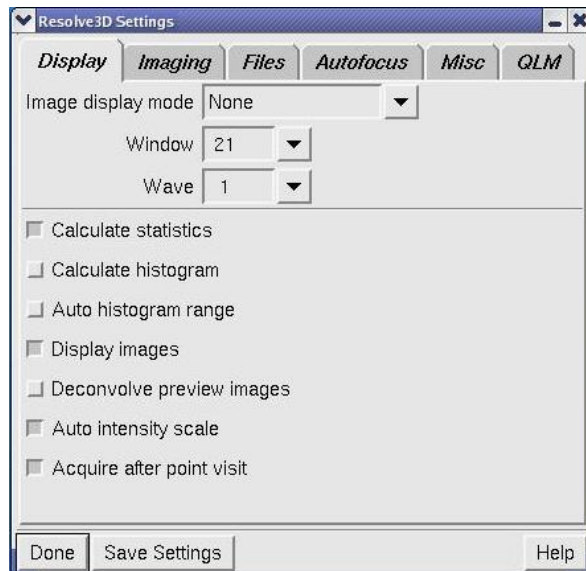 Resolve3D Settings
Display Imaging Files Autofocus Misc QLM
Image display mode None
Window 21
Wave 1
Calculate statistics
Calculate histogram
Auto histogram range
Display images
Deconvolve preview images
Auto intensity scale
Acquire after point visit
Done Save Settings Help